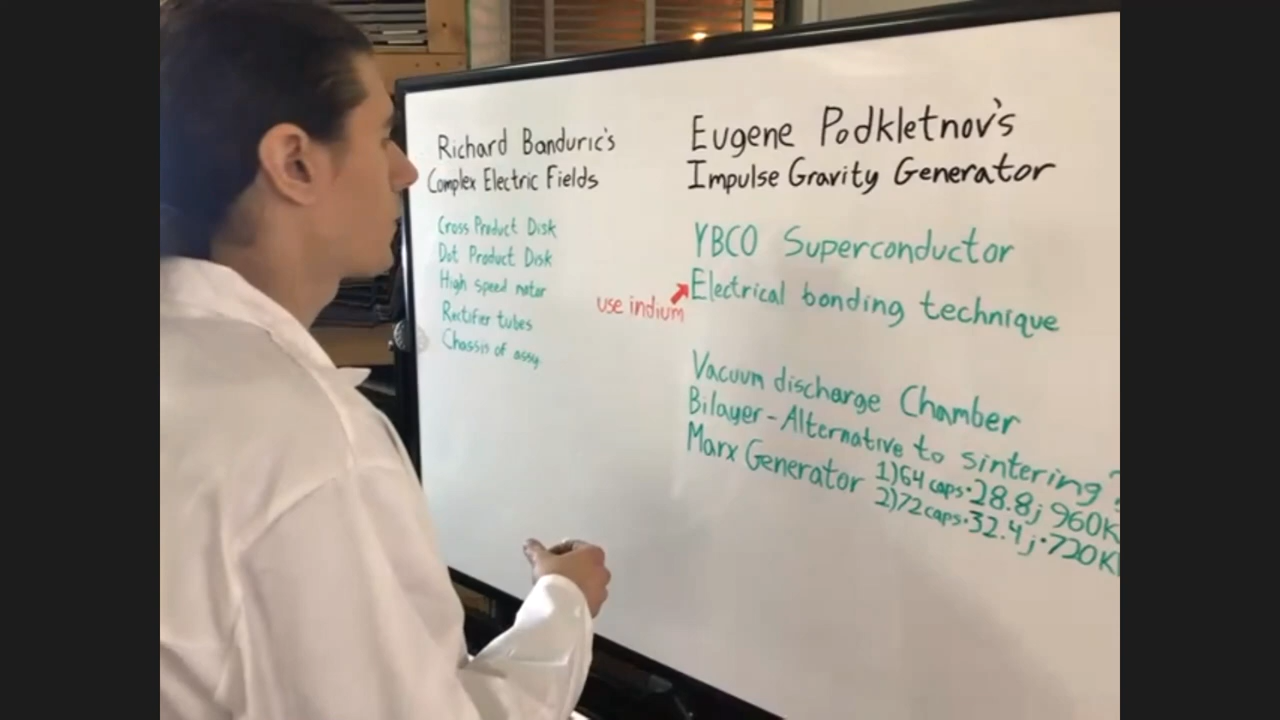 Richard Banduric's
Complex Electric Fields
Cross Product Disk
Dot Product Disk
High speed motor
Rectifier tubes
Chassis of assy.
Eugene Podkletnov's
Impulse Gravity Generator
YBCO Superconductor
Electrical bonding technique
use indium
Vacuum discharge Chamber
Bilayer - Alternative to sintering?
Marx Generator 1) 64 caps • 28.8j 960K
2) 72 caps • 32.4j • 720K